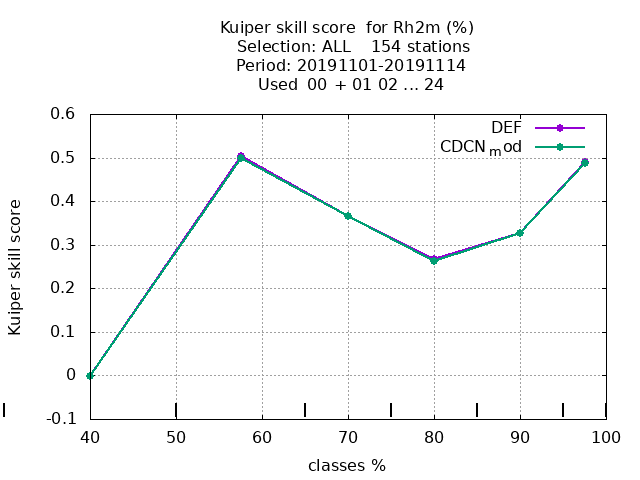 Kuiper skill score  for Rh2m (%)
Selection: ALL    154 stations
Period: 20191101-20191114
Used  00  + 01 02 ... 24
DEF
CDCN_mod
0.6
0.5
0.4
0.3
0.2
0.1
0
-0.1
Kuiper skill score
40 50 60 70 80 90 100
classes %